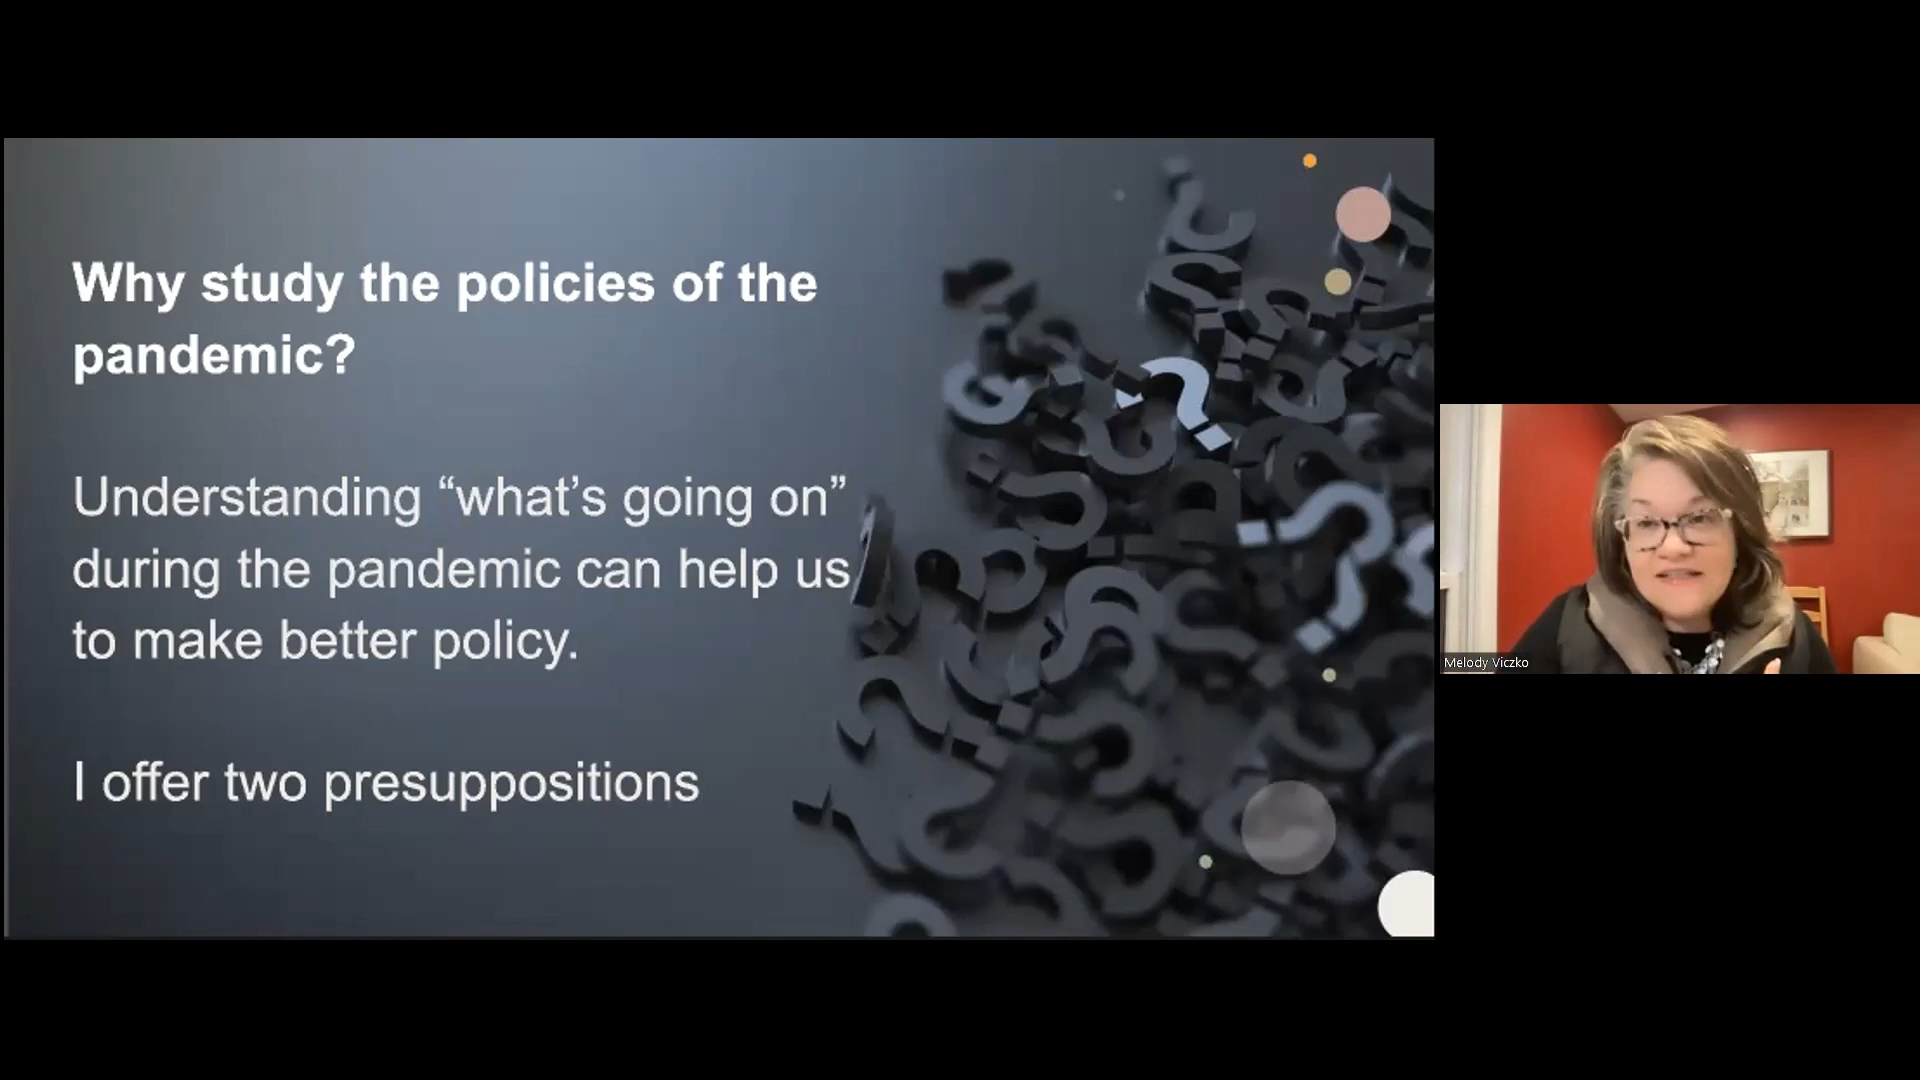 Why study the policies of the
pandemic?
Understanding “what’s going on”
during the pandemic can help us
to make better policy.
I offer two presuppositions
Melody Viczko